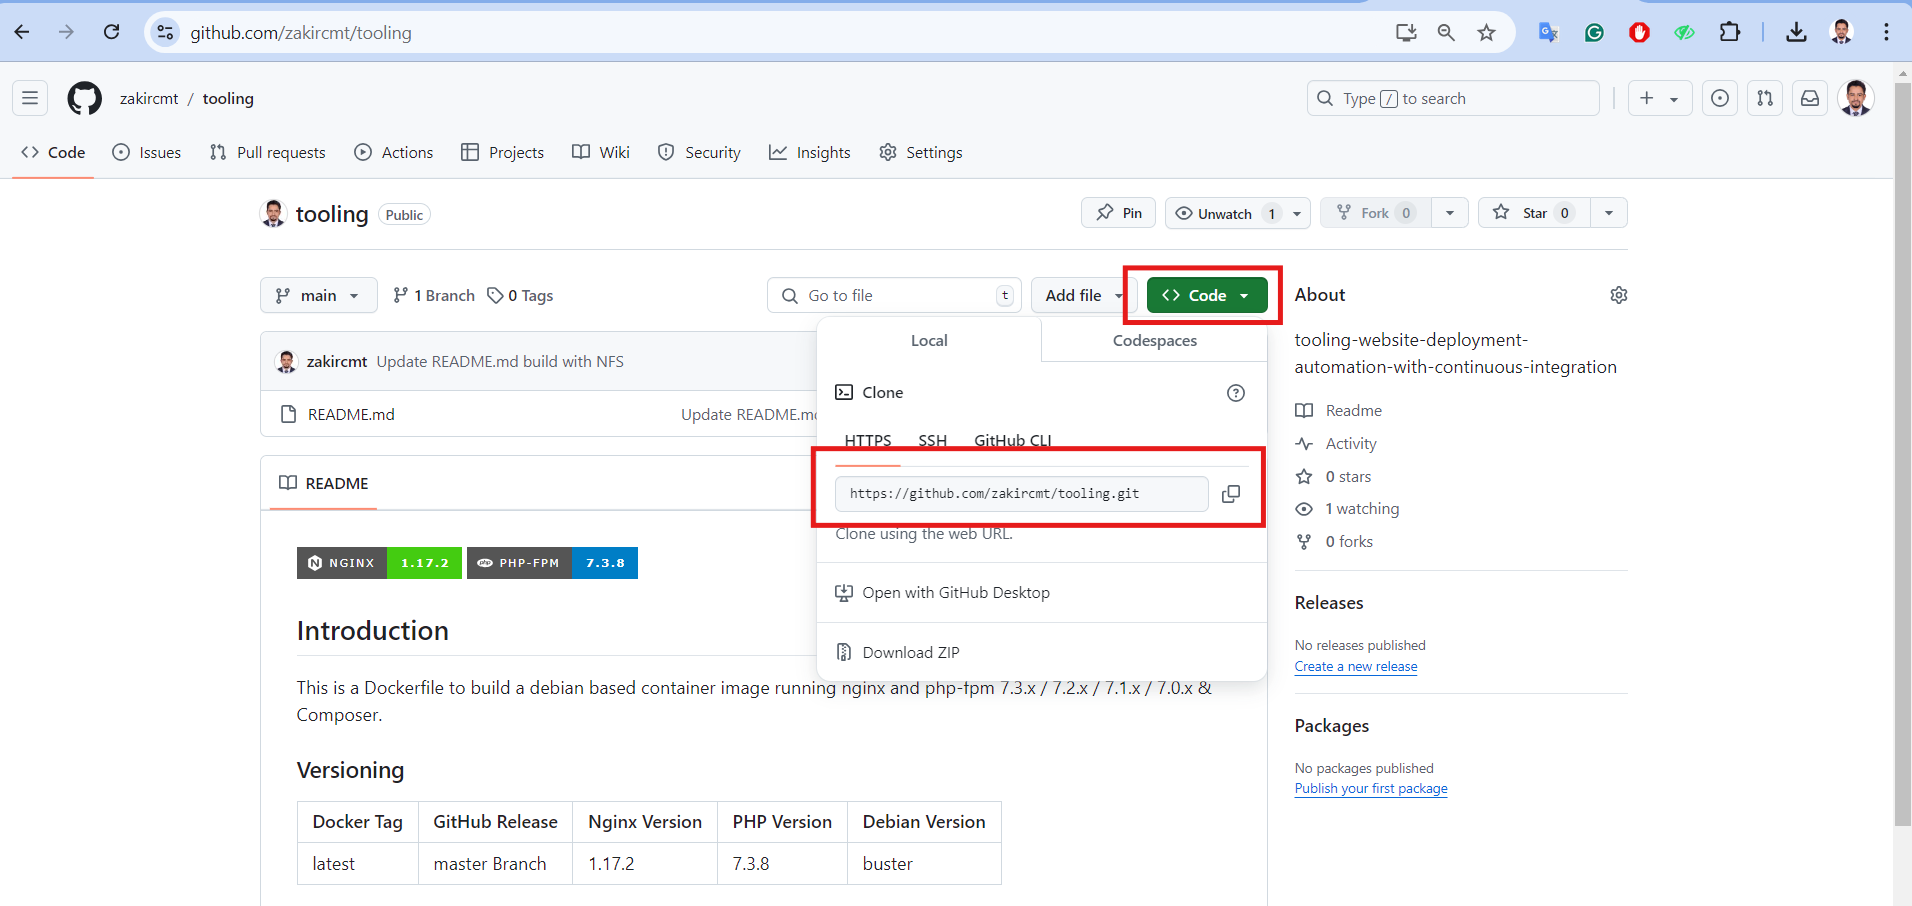 github.com/zakircmt/tooling
zakircmt / tooling
Type / to search
Code Issues Pull requests Actions Projects Wiki Security Insights Settings
tooling Public
Pin Unwatch 1 Fork 0 Star 0
main 1 Branch 0 Tags
Go to file t Add file Code
Local Codespaces
zakircmt Update README.md build with NFS
Clone
README.md Update README.m
HTTPS SSH GitHub CLI
README
https://github.com/zakircmt/tooling.git
Clone using the web URL.
Open with GitHub Desktop
Download ZIP
NGINX 1.17.2 php PHP-FPM 7.3.8
Introduction
This is a Dockerfile to build a debian based container image running nginx and php-fpm 7.3.x / 7.2.x / 7.1.x / 7.0.x &
Composer.
Versioning
Docker Tag GitHub Release Nginx Version PHP Version Debian Version
latest master Branch 1.17.2 7.3.8 buster
About
tooling-website-deployment-
automation-with-continuous-integration
Readme
Activity
0 stars
1 watching
0 forks
Releases
No releases published
Create a new release
Packages
No packages published
Publish your first package